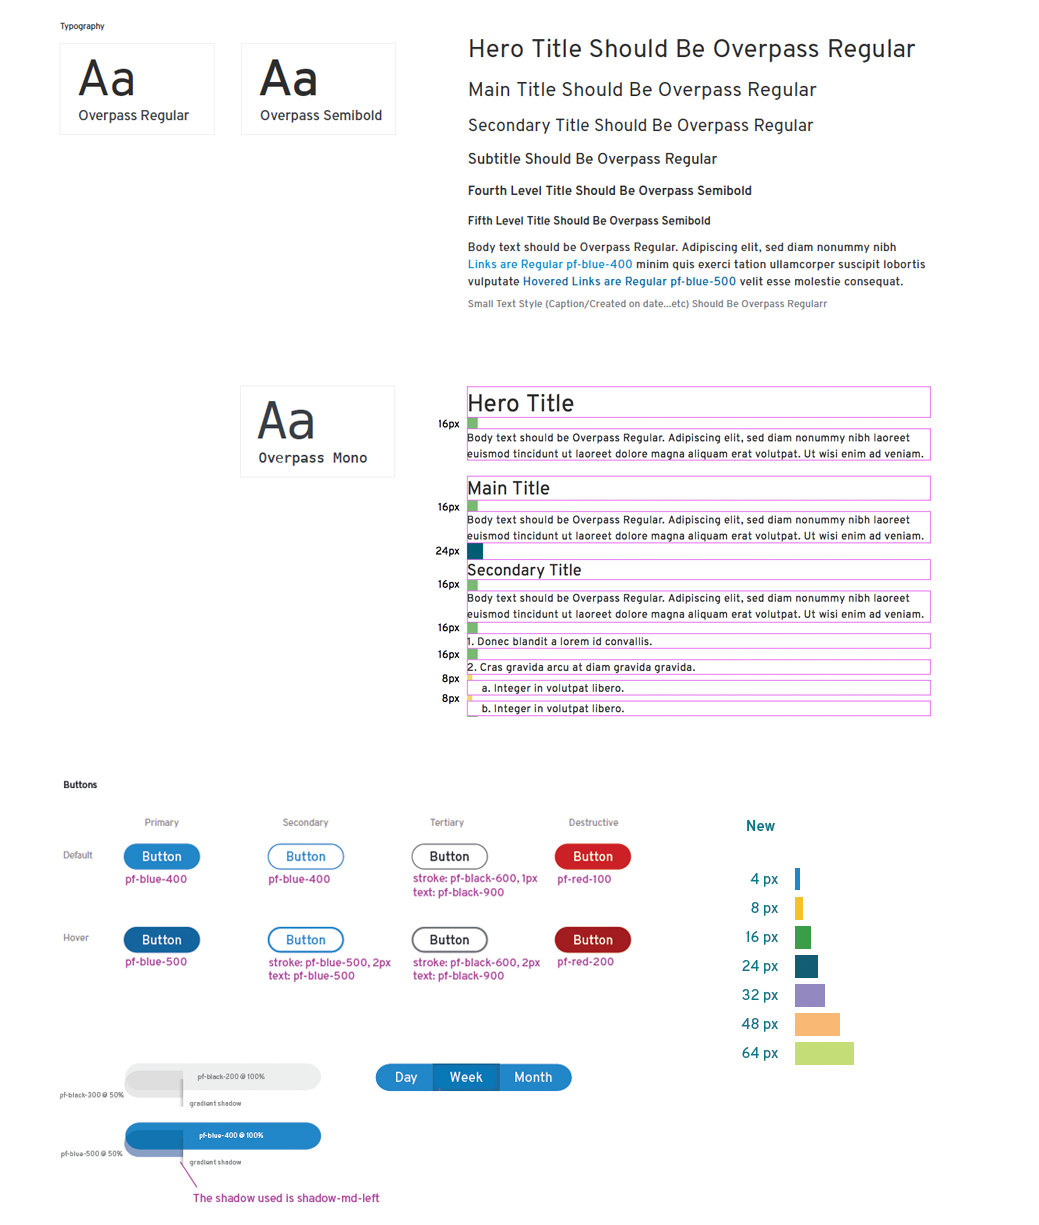 Typography
Aa
Overpass Regular
Aa
Overpass Semibold
Hero Title Should Be Overpass Regular
Main Title Should Be Overpass Regular
Secondary Title Should Be Overpass Regular
Subtitle Should Be Overpass Regular
Fourth Level Title Should Be Overpass Semibold
Fifth Level Title Should Be Overpass Semibold
Body text should be Overpass Regular. Adipiscing elit, sed diam nonummy nibh
Links are Regular pf-blue-400 minim quis exerci tation ullamcorper suscipit lobortis
vulputate Hovered Links are Regular pf-blue-500 velit esse molestie consequat.
Small Text Style (Caption/Created on date...etc) Should Be Overpass Regularr
Aa
Overpass Mono
Hero Title
16px
Body text should be Overpass Regular. Adipiscing elit, sed diam nonummy nibh laoreet
euismod tincidunt ut laoreet dolore magna aliquam erat volutpat. Ut wisi enim ad veniam.
Main Title
16px
Body text should be Overpass Regular. Adipiscing elit, sed diam nonummy nibh laoreet
euismod tincidunt ut laoreet dolore magna aliquam erat volutpat. Ut wisi enim ad veniam.
24px
Secondary Title
16px
Body text should be Overpass Regular. Adipiscing elit, sed diam nonummy nibh laoreet
euismod tincidunt ut laoreet dolore magna aliquam erat volutpat. Ut wisi enim ad veniam.
16px
1. Donec blandit a lorem id convallis.
16px
2. Cras gravida arcu at diam gravida gravida.
8px
a. Integer in volutpat libero.
8px
b. Integer in volutpat libero.
Buttons
Primary Secondary Tertiary Destructive
Default
Button Button Button Button
pf-blue-400
pf-blue-400
stroke: pf-black-600, 1px
text: pf-black-900
pf-red-100
Hover
Button Button Button Button
pf-blue-500
stroke: pf-blue-500, 2px
text: pf-blue-500
stroke: pf-black-600, 2px
text: pf-black-900
pf-red-200
New
4 px
8 px
16 px
24 px
32 px
48 px
64 px
pf-black-200 @ 100%
pf-black-300 @ 50%
gradient shadow
Day Week Month
pf-blue-400 @ 100%
pf-blue-500 @ 50%
gradient shadow
The shadow used is shadow-md-left